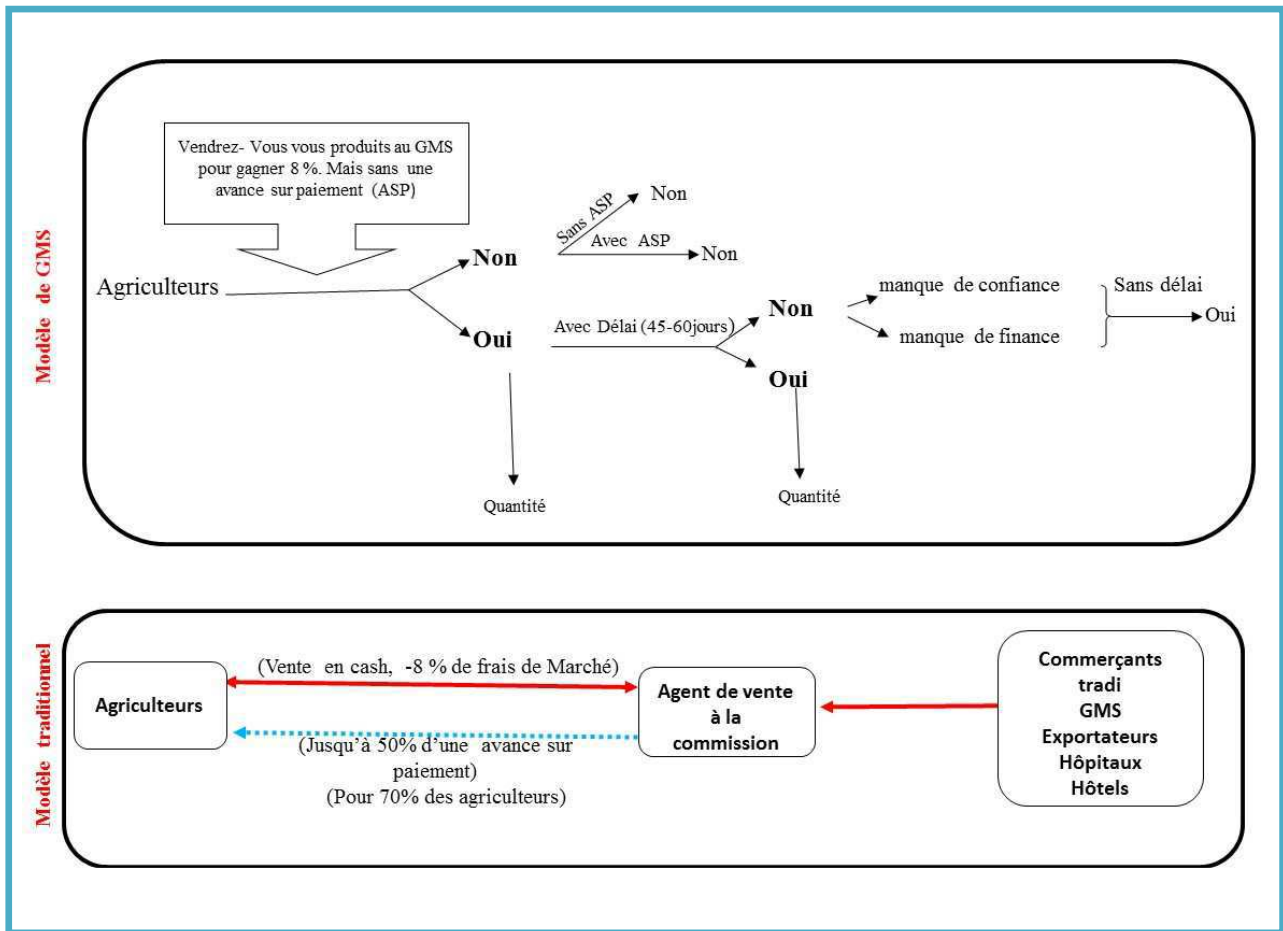 Modèle de GMS
Vendrez- Vous vous produits au GMS
pour gagner 8 %. Mais sans une
avance sur paiement (ASP)
Agriculteurs
Non
Sans ASP
Non
Avec ASP
Non
Oui
Avec Délai (45-60jours)
Non
manque de confiance
manque de finance
Sans délai
Oui
Oui
Quantité
Quantité
Modèle traditionnel
Agriculteurs
(Vente en cash, -8 % de frais de Marché)
(Jusqu’à 50% d’une avance sur
paiement)
(Pour 70% des agriculteurs)
Agent de vente
à la
commission
Commerçants
tradi
GMS
Exportateurs
Hôpitaux
Hôtels